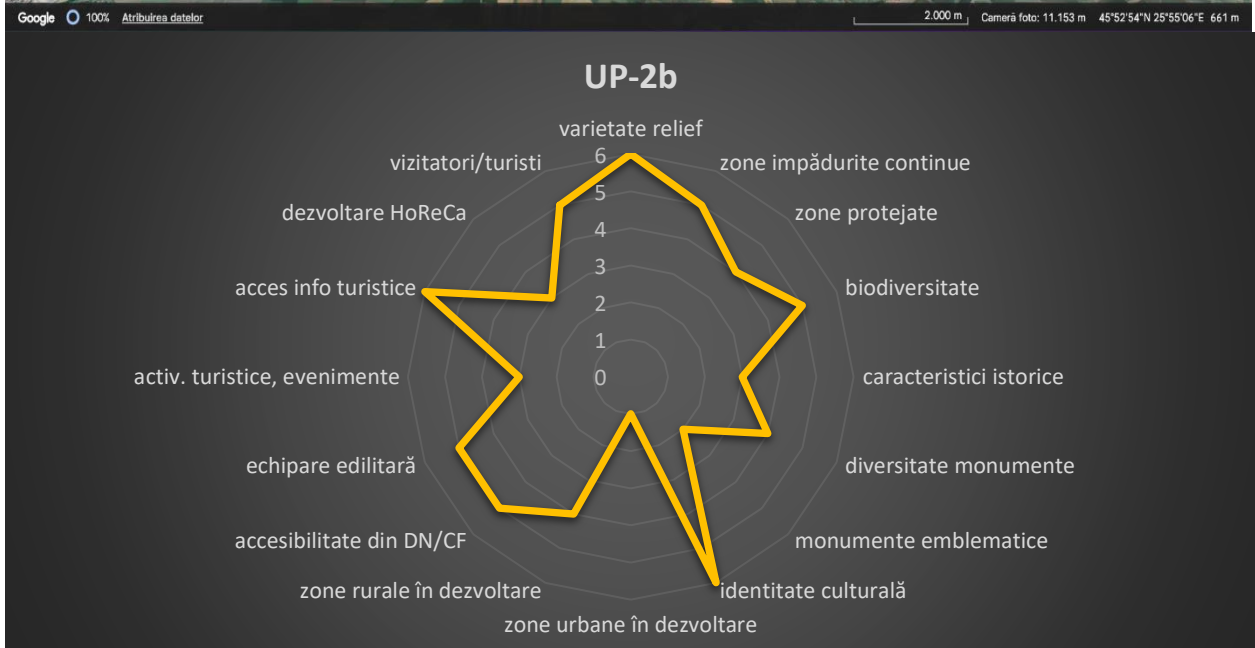 Google 100% Atribuirea datelor 2.000 m Cameră foto: 11.153 m 45°52'54"N 25°55'06"E 661 m
UP-2b
varietate relief
zone impădurite continue
zone protejate
biodiversitate
caracteristici istorice
diversitate monumente
monumente emblematice
identitate culturală
zone urbane în dezvoltare
zone rurale în dezvoltare
accesibilitate din DN/CF
echipare edilitară
activ. turistice, evenimente
acces info turistice
dezvoltare HoReCa
vizitatori/turisti
6
5
4
3
2
1
0